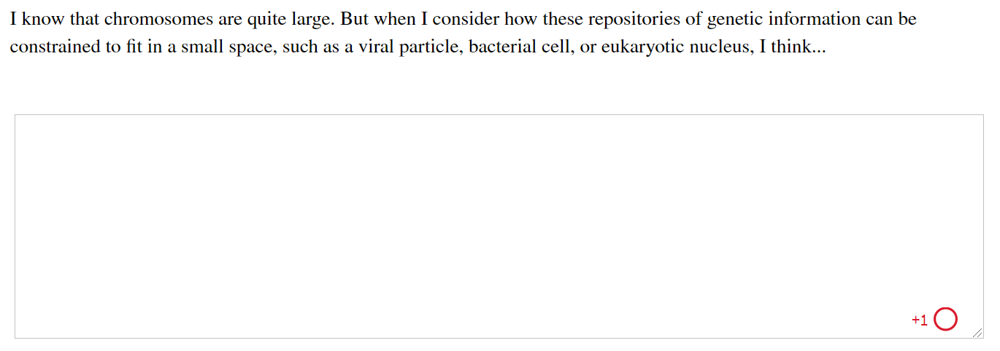 I know that chromosomes are quite large. But when I consider how these repositories of genetic information can be
constrained to fit in a small space, such as a viral particle, bacterial cell, or eukaryotic nucleus, I think...
+1